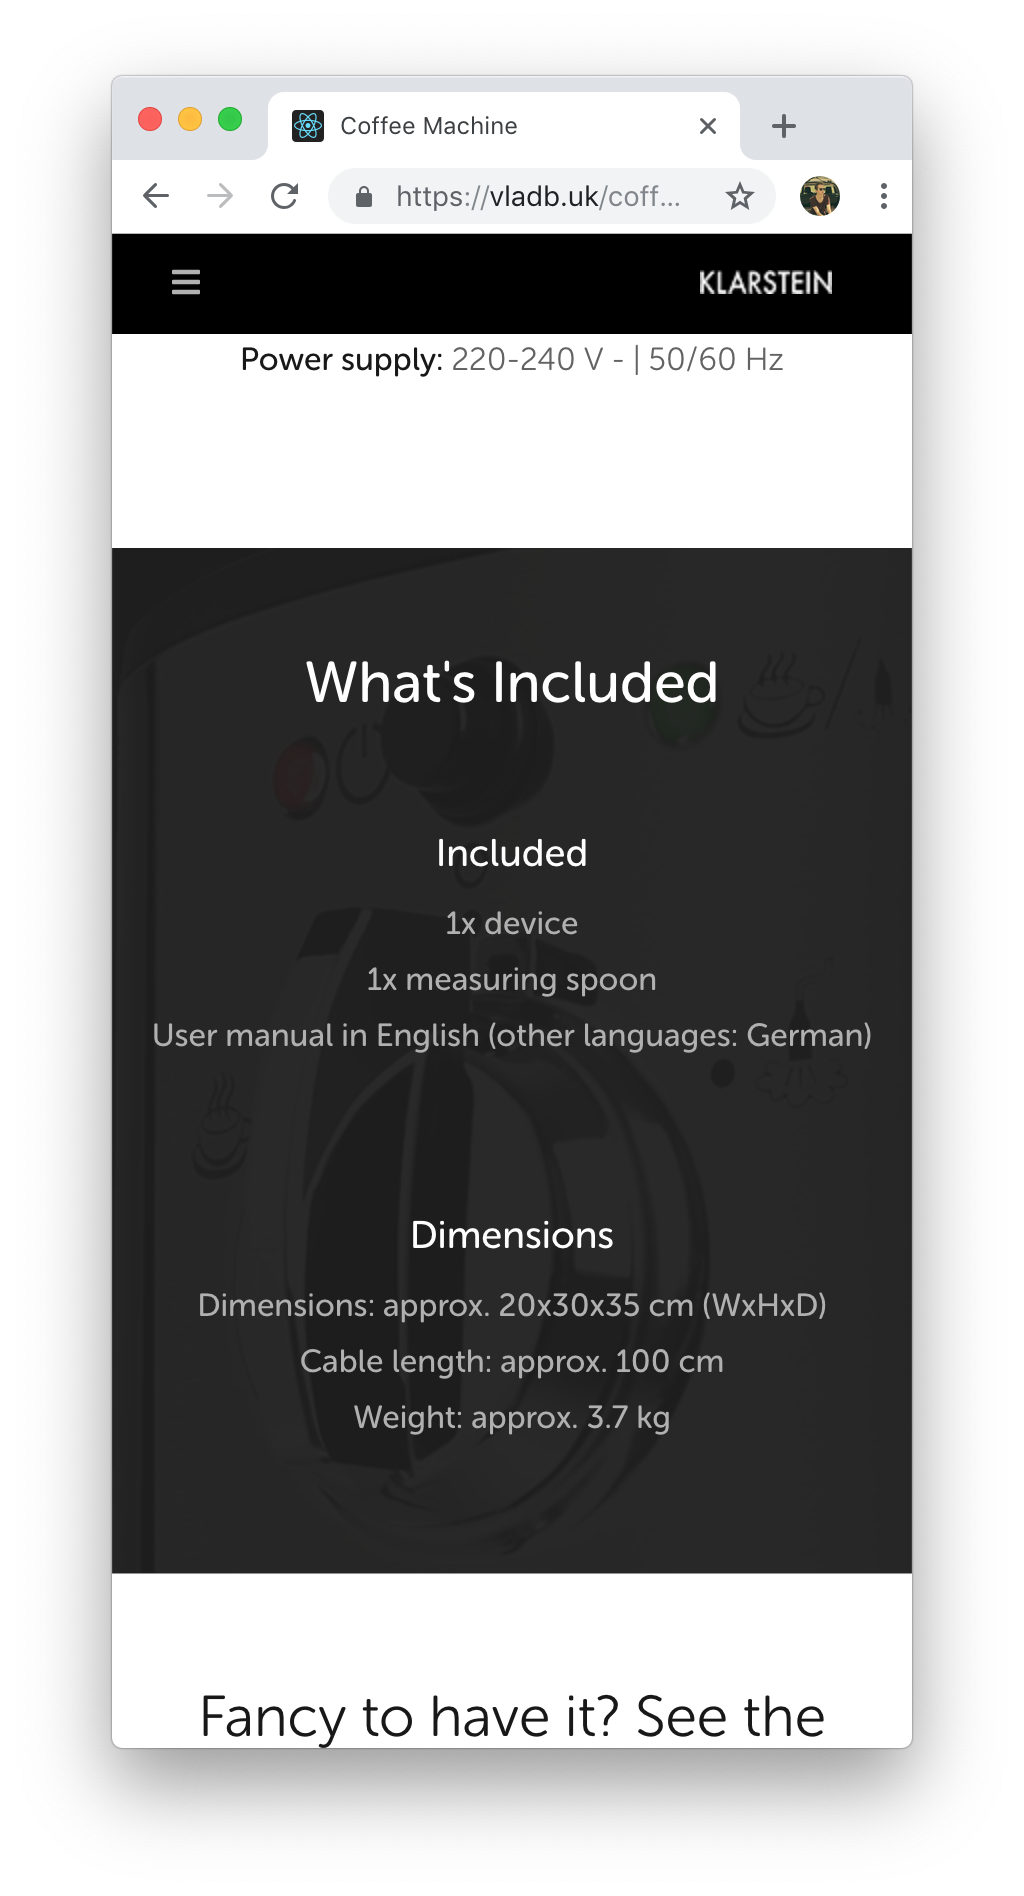 Coffee Machine
https://vladb.uk/coff...
KLARSTEIN
Power supply: 220-240 V - | 50/60 Hz
What's Included
Included
1x device
1x measuring spoon
User manual in English (other languages: German)
Dimensions
Dimensions: approx. 20x30x35 cm (WxHxD)
Cable length: approx. 100 cm
Weight: approx. 3.7 kg
Fancy to have it? See the